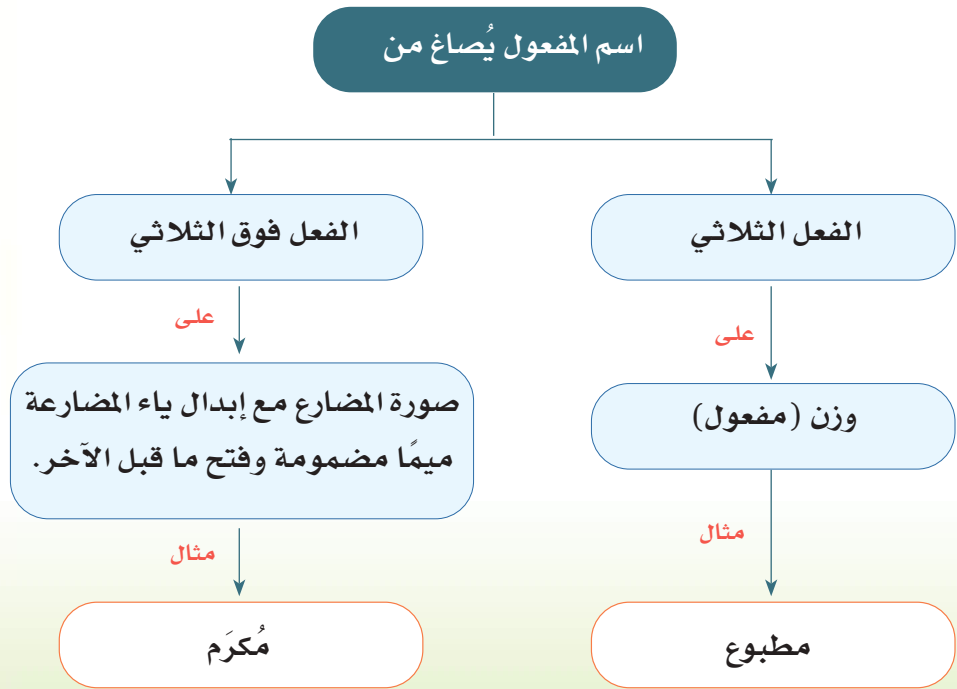 اسم المفعول يُصاغ من
الفعل الثلاثي
على
وزن (مفعول)
مثال
مطبوع
الفعل فوق الثلاثي
على
صورة المضارع مع إبدال ياء المضارعة
ميمًا مضمومة وفتح ما قبل الآخر.
مثال
مُكرَم